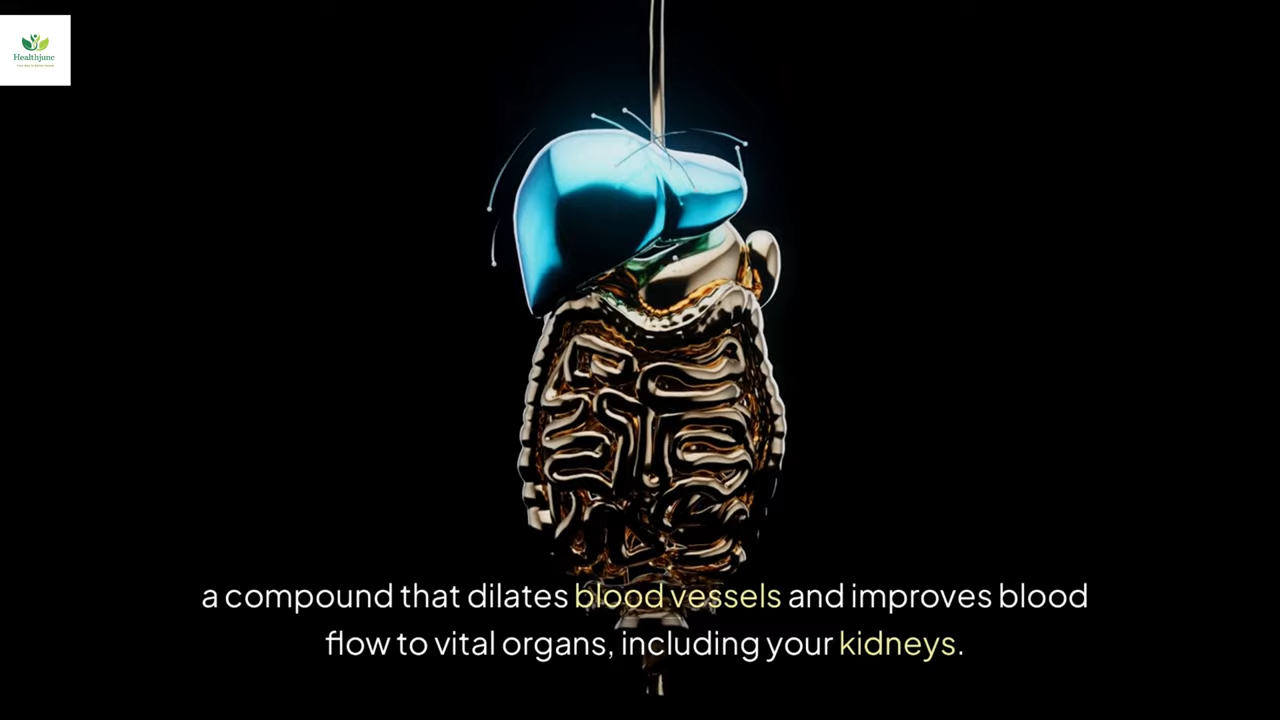 Healthjunc
a compound that dilates blood vessels and improves blood
flow to vital organs, including your kidneys.